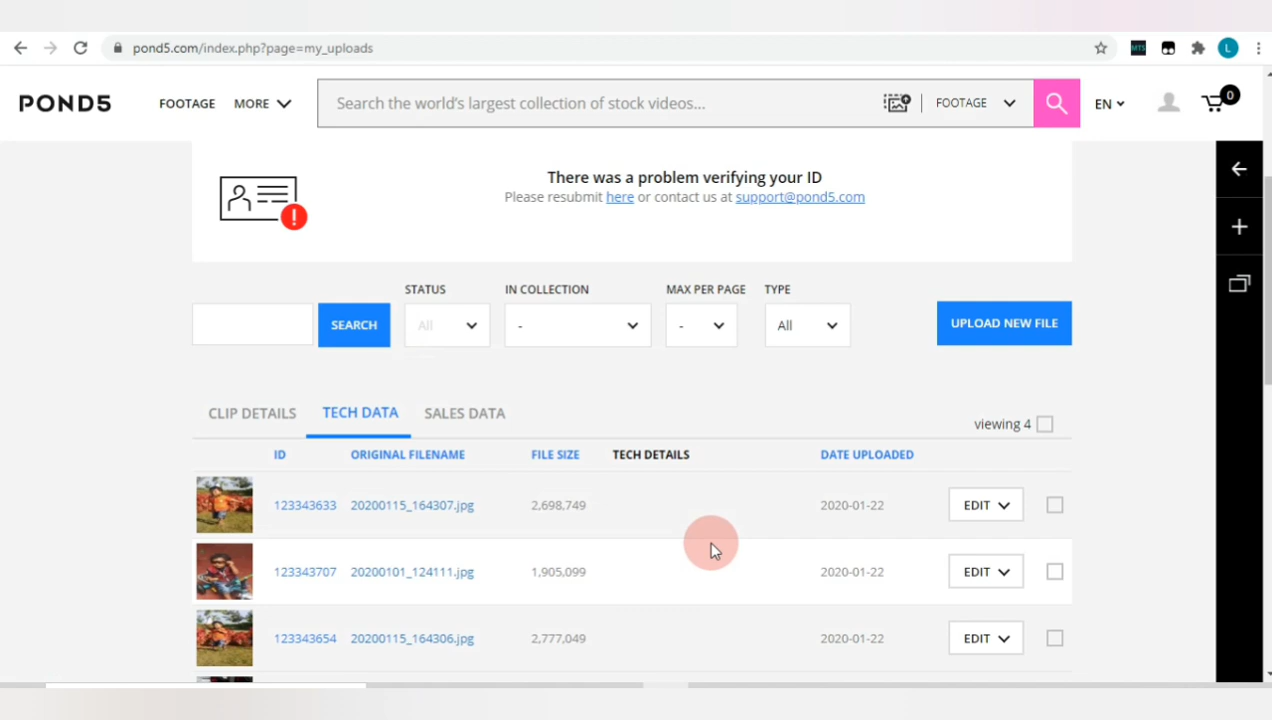 pond5.com/index.php?page=my_uploads
MTS
L
POND5
FOOTAGE
MORE
Search the world's largest collection of stock videos...
FOOTAGE
EN
0
There was a problem verifying your ID
Please resubmit here or contact us at support@pond5.com
STATUS
IN COLLECTION
MAX PER PAGE
TYPE
SEARCH
All
-
-
All
UPLOAD NEW FILE
CLIP DETAILS
TECH DATA
SALES DATA
viewing 4
ID
ORIGINAL FILENAME
FILE SIZE
TECH DETAILS
DATE UPLOADED
123343633
20200115_164307.jpg
2,698,749
2020-01-22
EDIT
123343707
20200101_124111.jpg
1,905,099
2020-01-22
EDIT
123343654
20200115_164306.jpg
2,777,049
2020-01-22
EDIT